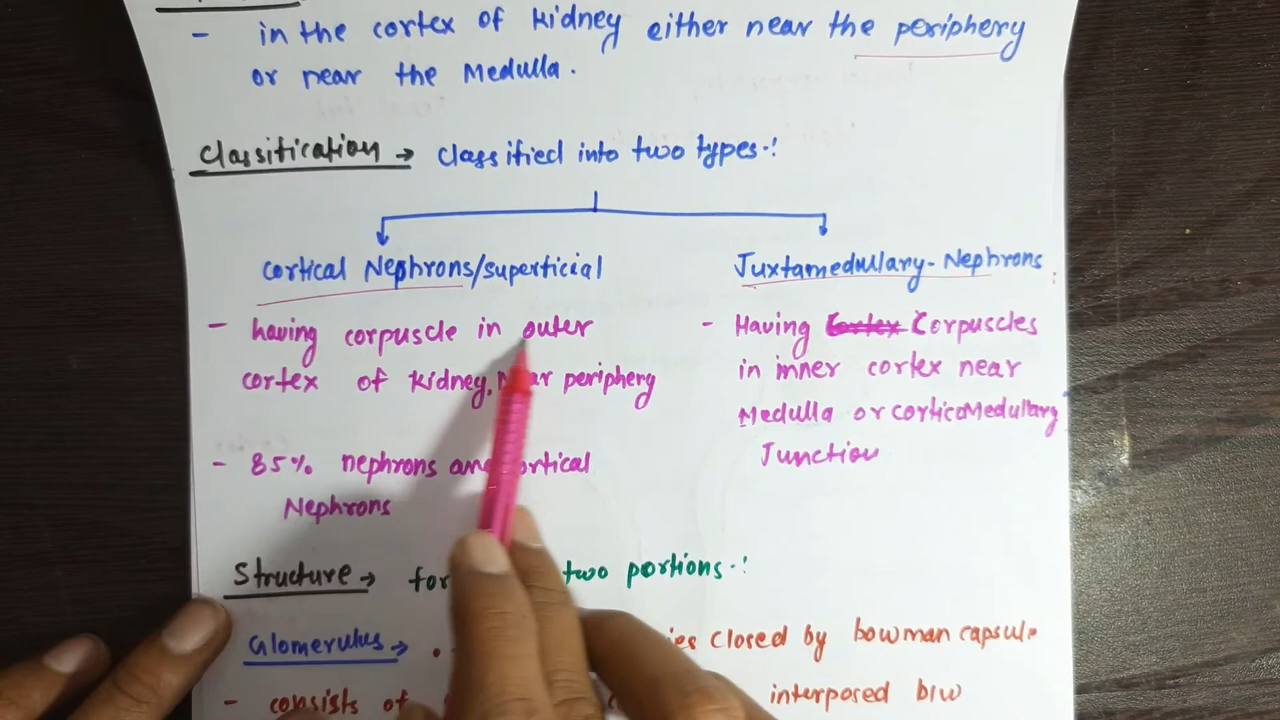 - in the cortex of kidney either near the periphery
or near the Medulla.
Classification → classified into two types :
Cortical Nephrons/superficial
- having corpuscle in outer
cortex of kidney, near periphery
- 85% nephrons are cortical
Nephrons
Juxtamedullary-Nephrons
- Having Corpuscles
in inner cortex near
Medulla or corticoMedullary
Junction
Structure → two portions :
Glomerulus → closed by bowman capsule
- consists of interposed b/w